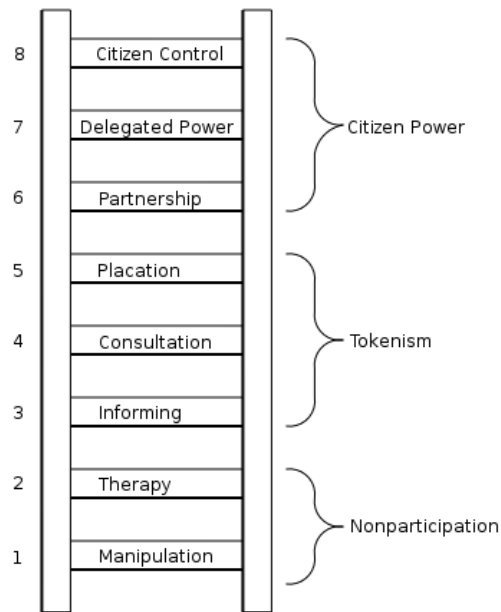 8 Citizen Control
7 Delegated Power
Citizen Power
6 Partnership
5 Placation
4 Consultation
Tokenism
3 Informing
2 Therapy
Nonparticipation
1 Manipulation